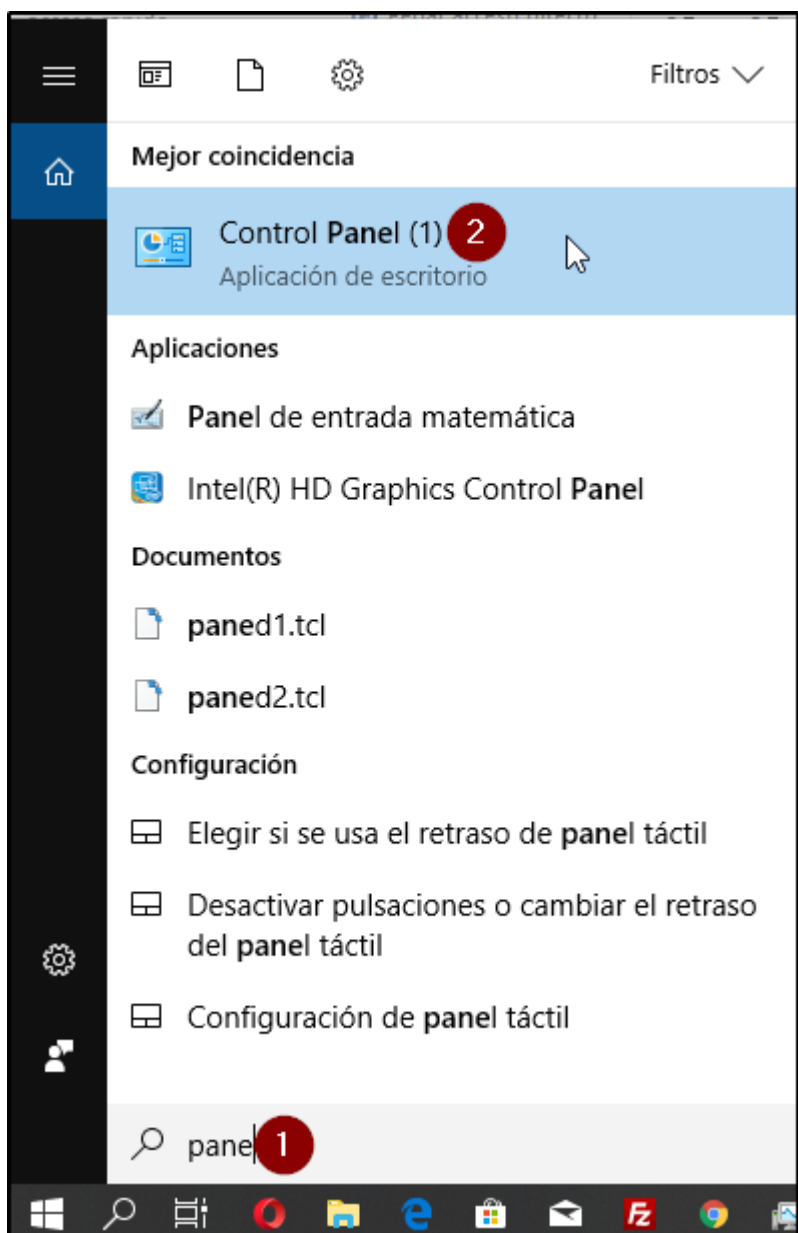 Filtros
Mejor coincidencia
Control Panel (1) 2
Aplicación de escritorio
Aplicaciones
Panel de entrada matemática
Intel(R) HD Graphics Control Panel
Documentos
paned1.tcl
paned2.tcl
Configuración
Elegir si se usa el retraso de panel táctil
Desactivar pulsaciones o cambiar el retraso
del panel táctil
Configuración de panel táctil
pane 1
Fz